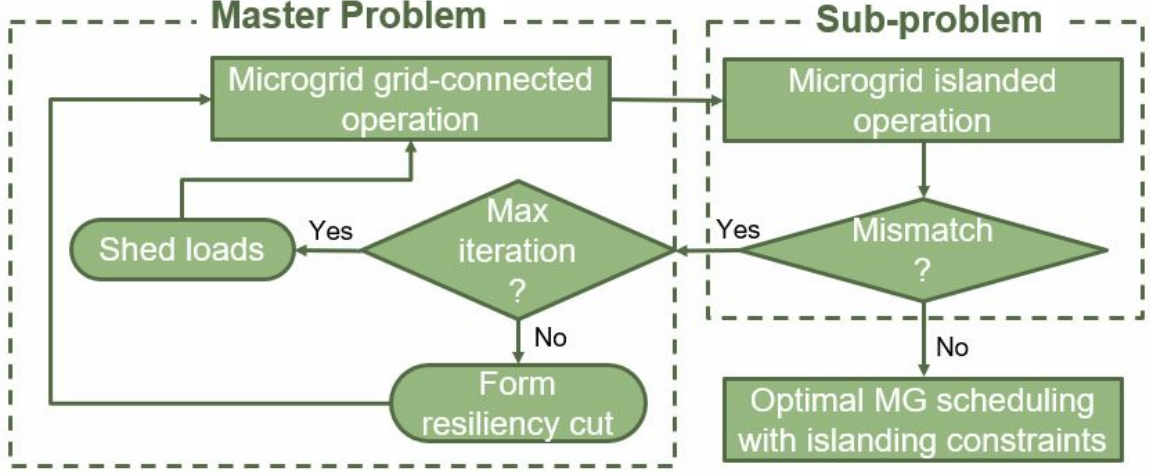 Master Problem
Sub-problem
Microgrid grid-connected
operation
Microgrid islanded
operation
Shed loads
Yes
Max
iteration
?
Yes
Mismatch
?
No
No
Form
resiliency cut
Optimal MG scheduling
with islanding constraints